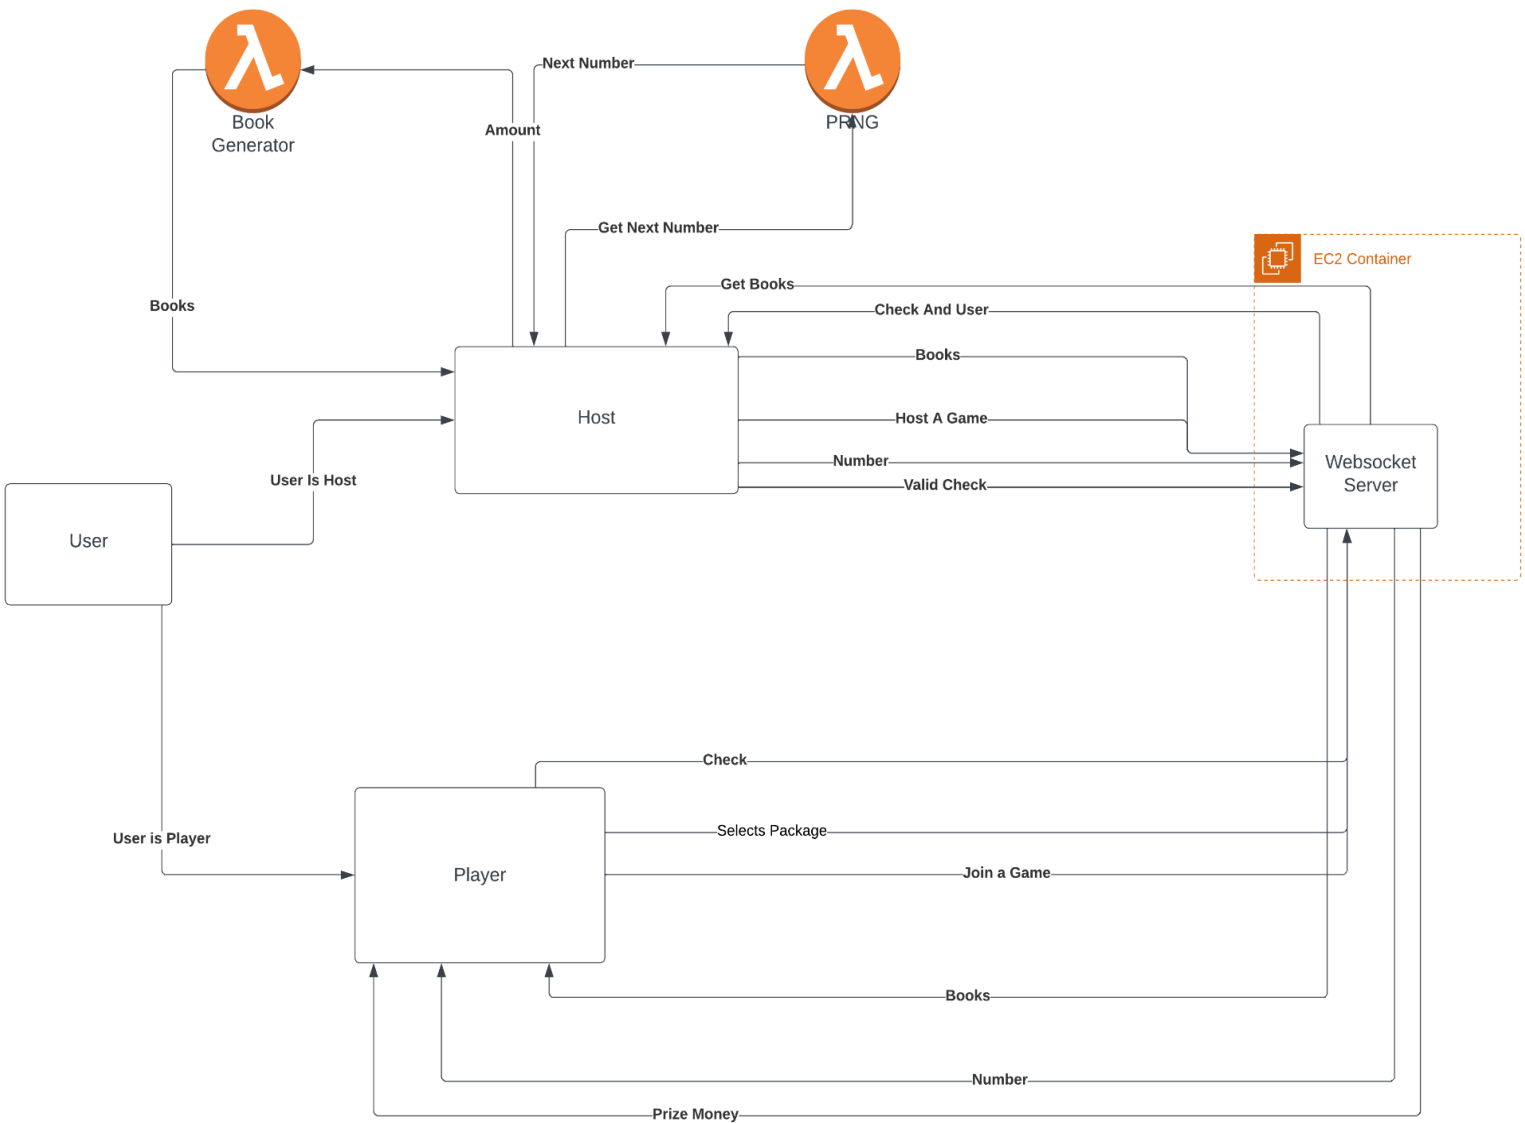 Book
Generator
PRNG
Next Number
Amount
Get Next Number
EC2 Container
Get Books
Books
Check And User
Books
Host
Host A Game
Number
Websocket
Server
Valid Check
User Is Host
User
Check
Selects Package
User is Player
Player
Join a Game
Books
Number
Prize Money